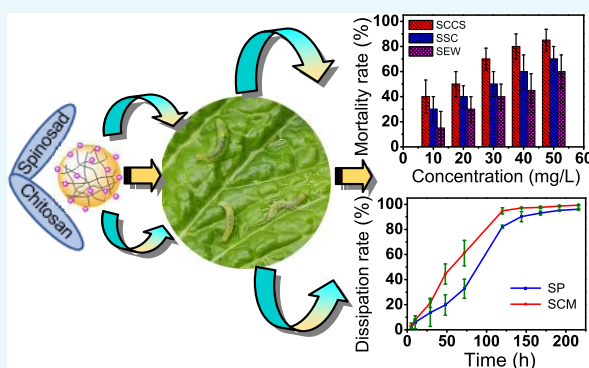 Spinosad
Chitosan
Mortality rate (%)
100
80
60
40
20
0
SCCS
SSC
SEW
0 10 20 30 40 50 60
Concentration (mg/L)
Dissipation rate (%)
100
80
60
40
20
0
SP
SCM
0 50 100 150 200
Time (h)